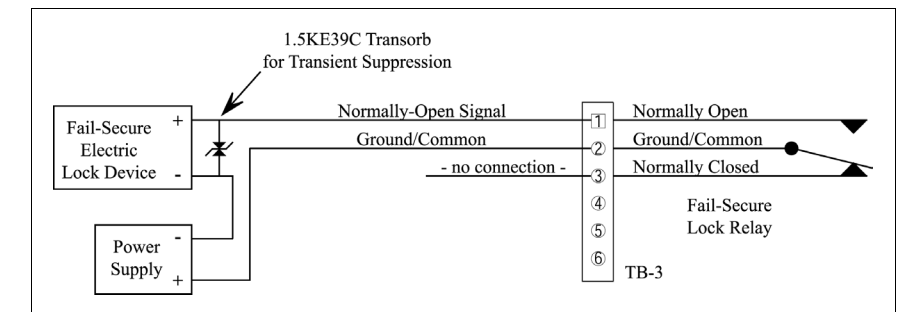 1.5KE39C Transorb
for Transient Suppression
Fail-Secure
Electric
Lock Device
+
-
Normally-Open Signal
Ground/Common
- no connection -
1
2
3
4
5
6
TB-3
Normally Open
Ground/Common
Normally Closed
Fail-Secure
Lock Relay
Power
Supply
-
+